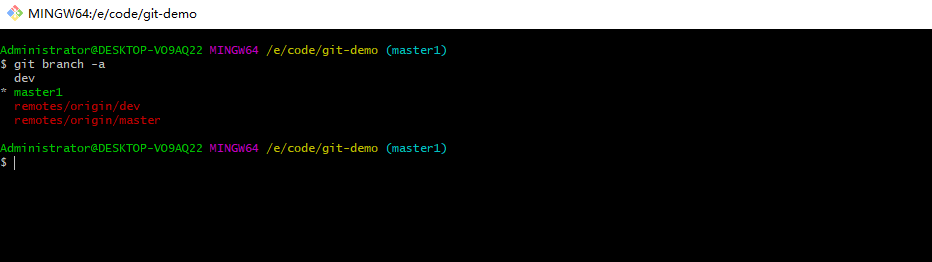 MINGW64:/e/code/git-demo
Administrator@DESKTOP-VO9AQ22 MINGW64 /e/code/git-demo (master1)
$ git branch -a
  dev
* master1
  remotes/origin/dev
  remotes/origin/master
Administrator@DESKTOP-VO9AQ22 MINGW64 /e/code/git-demo (master1)
$